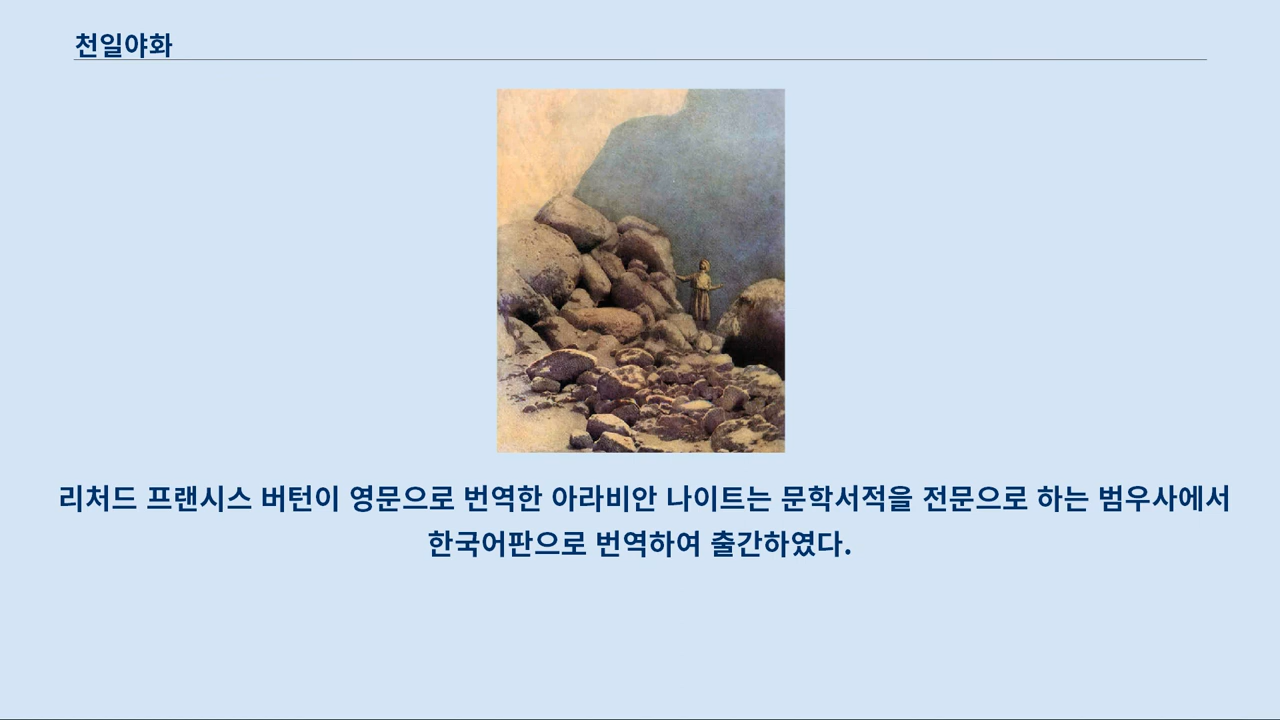 천일야화
리처드 프랜시스 버턴이 영문으로 번역한 아라비안 나이트는 문학서적을 전문으로 하는 범우사에서
한국어판으로 번역하여 출간하였다.